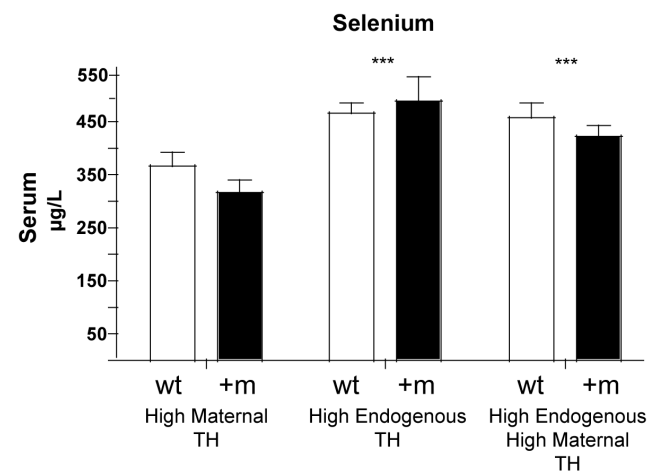 Selenium
*** ***
550
450
350
250
150
50
Serum
µg/L
wt +m wt +m wt +m
High Maternal High Endogenous High Endogenous
TH TH High Maternal
TH